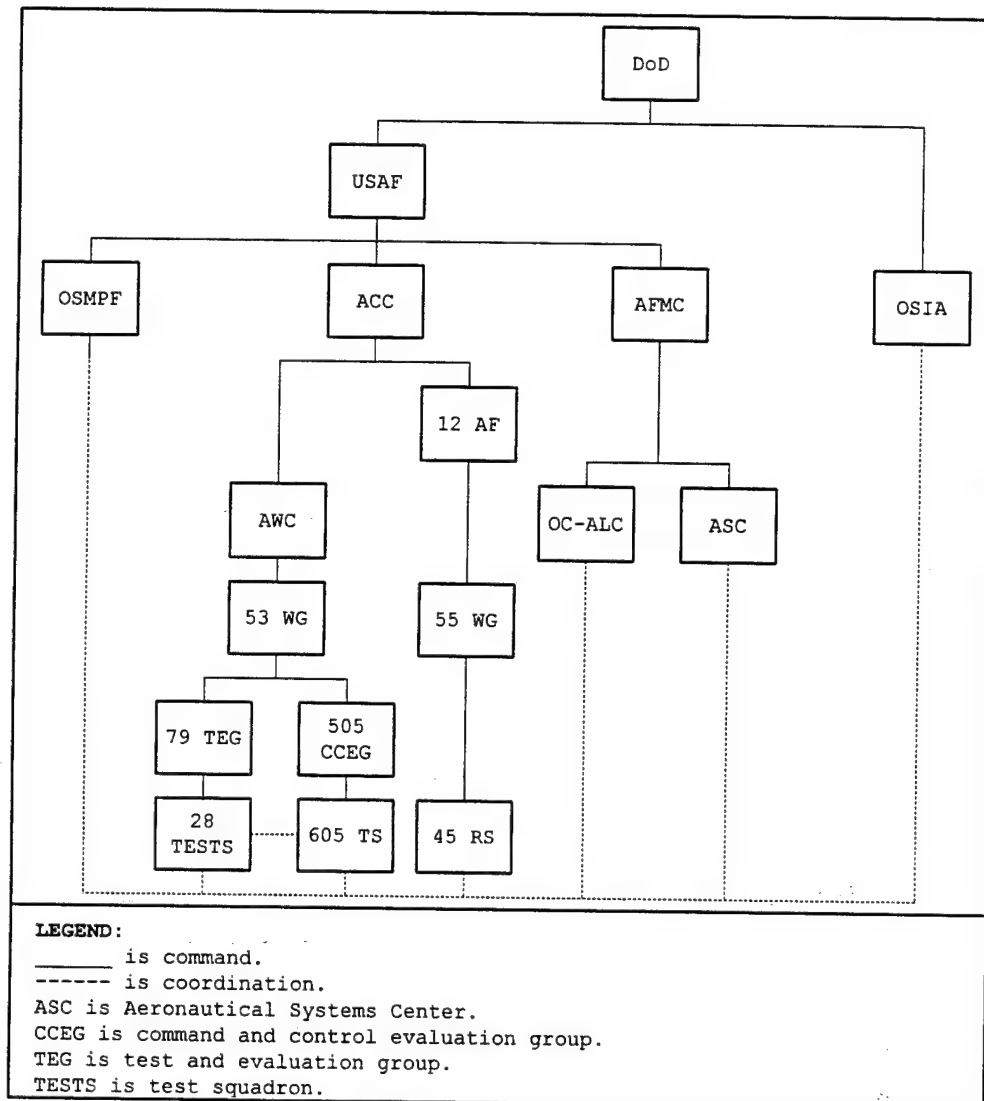 DoD
USAF
OSMPF
ACC
AFMC
OSIA
12 AF
AWC
OC-ALC
ASC
53 WG
55 WG
79 TEG
505
CCEG
28
TESTS
605 TS
45 RS
LEGEND:
______ is command.
------ is coordination.
ASC is Aeronautical Systems Center.
CCEG is command and control evaluation group.
TEG is test and evaluation group.
TESTS is test squadron.